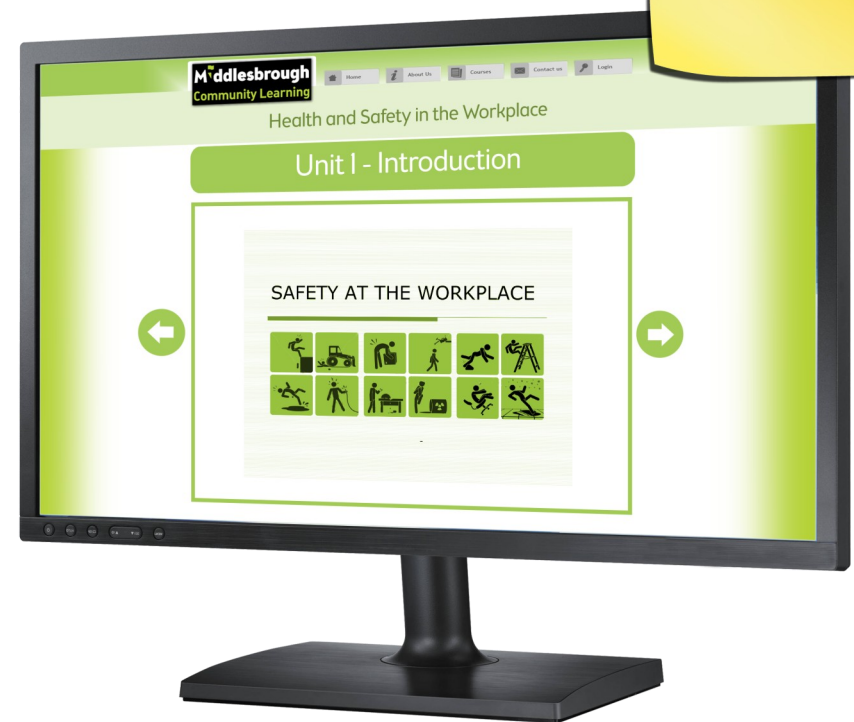 Middlesbrough
Community Learning
Home
About Us
Courses
Contact us
Login
Health and Safety in the Workplace
Unit 1 - Introduction
SAFETY AT THE WORKPLACE